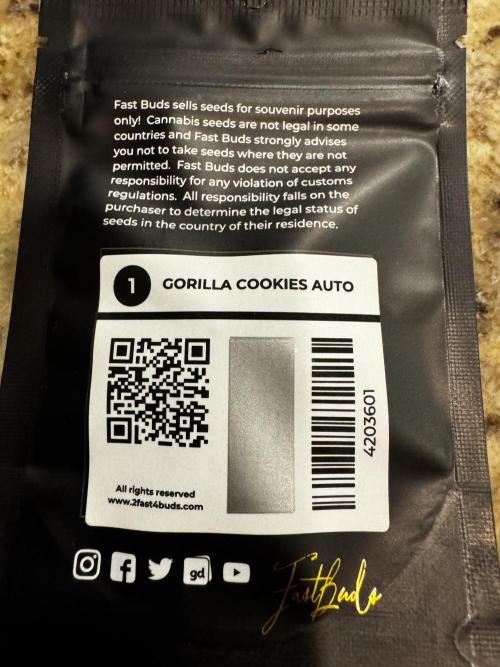 Fast Buds sells seeds for souvenir purposes
only! Cannabis seeds are not legal in some
countries and Fast Buds strongly advises
you not to take seeds where they are not
permitted. Fast Buds does not accept any
responsibility for any violation of customs
regulations. All responsibility falls on the
purchaser to determine the legal status of
seeds in the country of their residence.
1 GORILLA COOKIES AUTO
4203601
All rights reserved
www.2fast4buds.com
gd
FastBuds